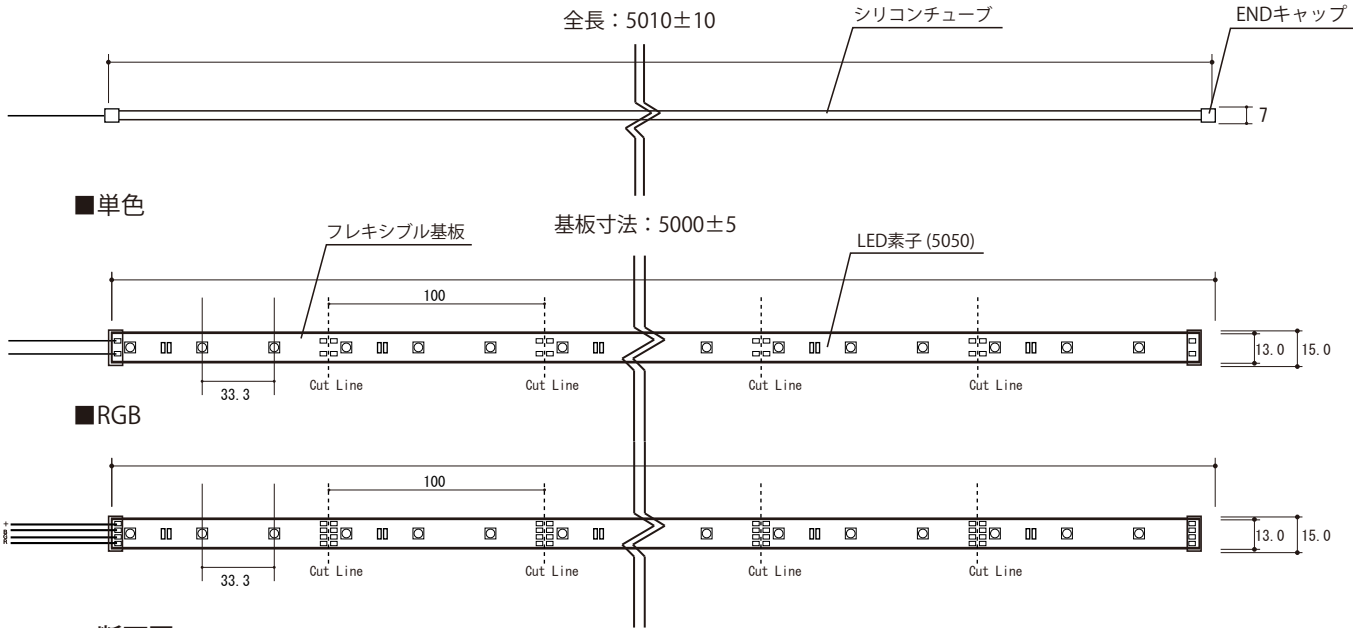 全長：5010±10
シリコンチューブ
ENDキャップ
7
■単色
基板寸法：5000±5
フレキシブル基板
LED素子 (5050)
100
13.0
15.0
33.3
Cut Line
Cut Line
Cut Line
Cut Line
■RGB
100
+
13.0
15.0
33.3
Cut Line
Cut Line
Cut Line
Cut Line